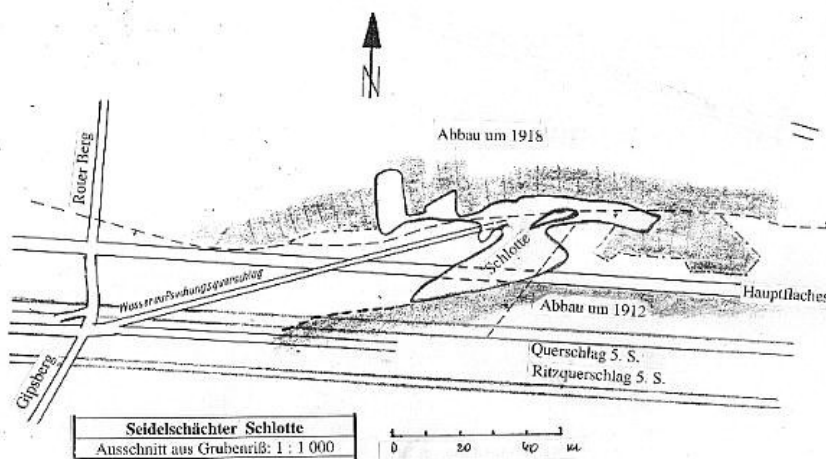 N
Abbau um 1918
Roter Berg
Schlotte
Wasseraufsuchungsquerschlag
Hauptflaches
Abbau um 1912
Querschlag 5. S.
Ritzquerschlag 5. S.
Gipsberg
Seidelschächter Schlotte
Ausschnitt aus Grubenriß: 1 : 1 000
0 20 40 m